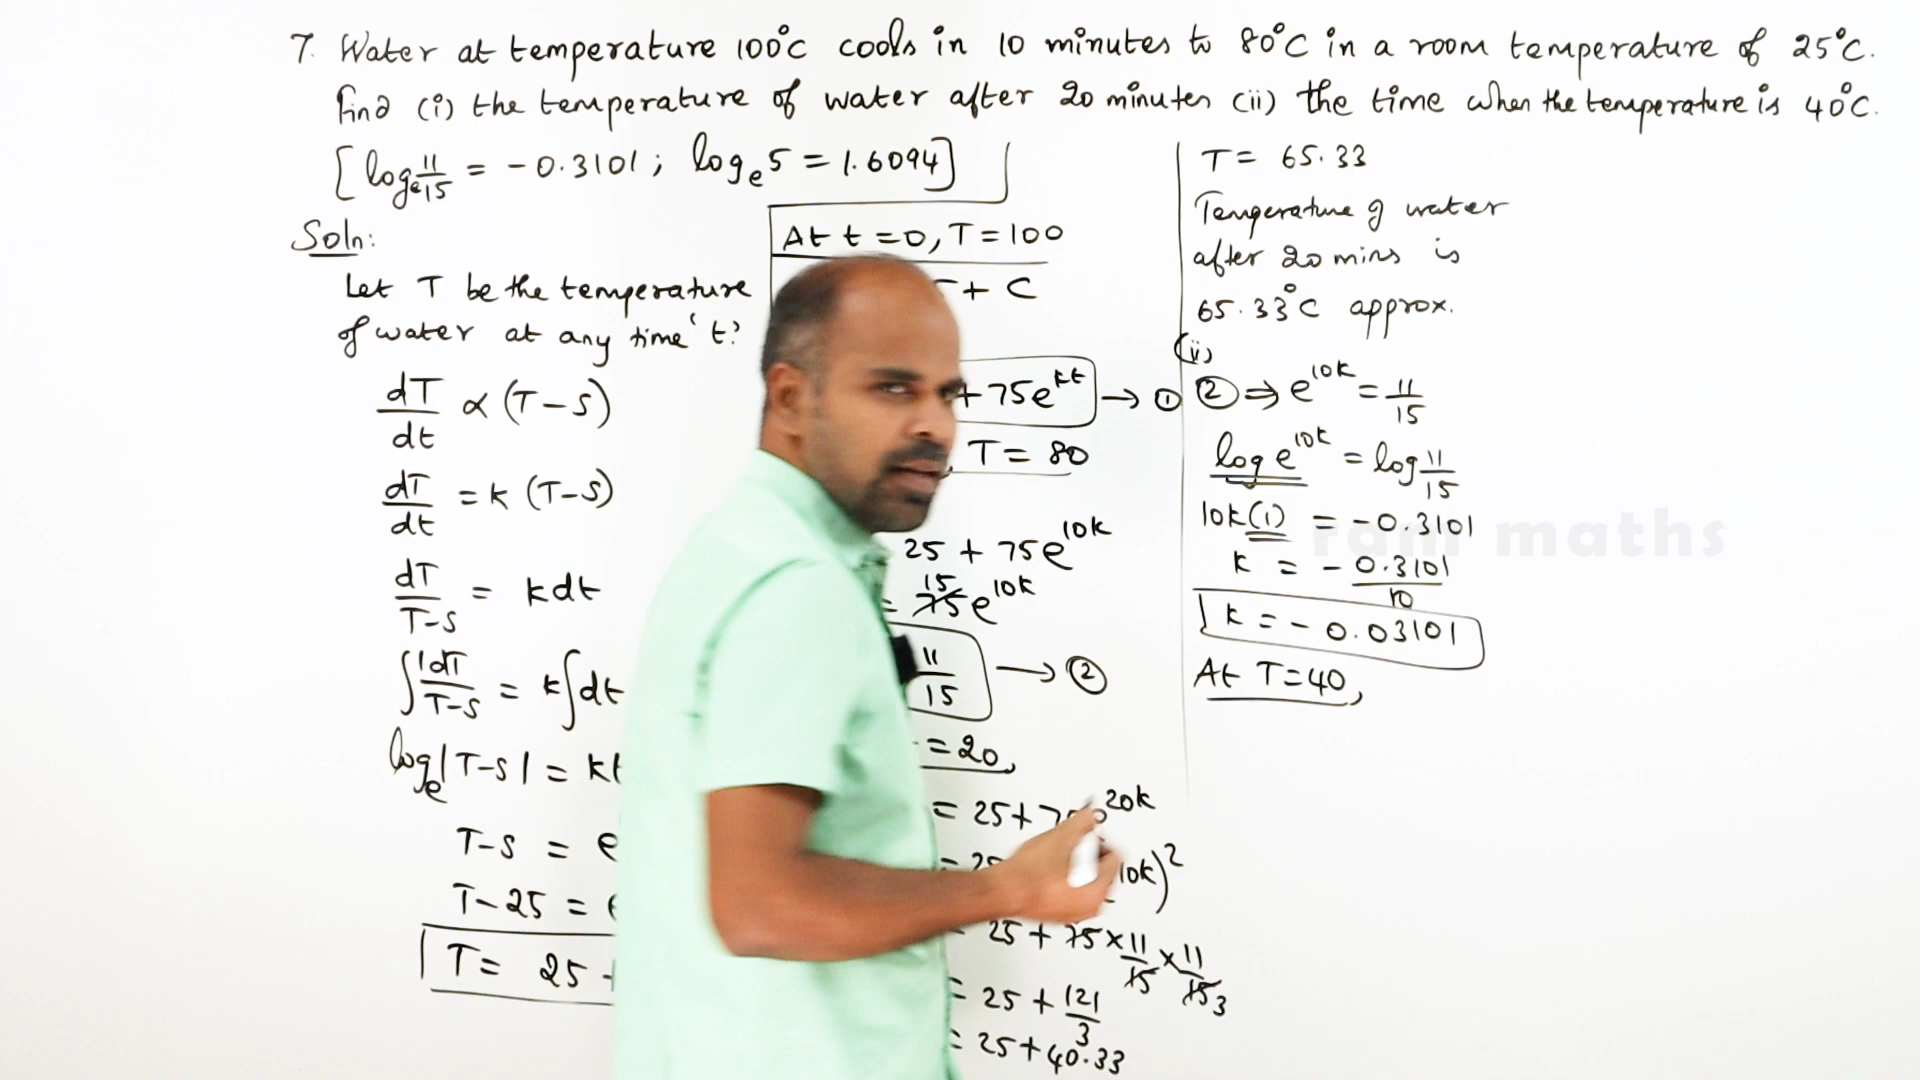 7. Water at temperature 100°C cools in 10 minutes to 80°C in a room temperature of 25°C.
Find (i) the temperature of water after 20 minutes (ii) the time when the temperature is 40°C.
[log_e 11/15 = -0.3101; log_e 5 = 1.6094]
Soln:
Let T be the temperature
of water at any time 't'.
dT/dt ∝ (T-S)
dT/dt = k (T-S)
dT/T-S = kdt
∫ 1dT/T-S = k∫dt
log_e |T-S| = kt
T-S = e
T-25 = e
T = 25 +
At t=0, T=100
+ C
+ 75e^kt → ①
T = 80
25 + 75e^10k
= 75 15 e^10k
11/15 → ②
= 20,
= 25 + 20k
= 25 10k)²
25 + 75 × 11/15 × 11/15 3
= 25 + 121/3
= 25 + 40.33
T = 65.33
Temperature of water
after 20 mins is
65.33°C approx.
(ii)
② ⇒ e^10k = 11/15
log e^10k = log 11/15
10k(1) = -0.3101
k = - 0.3101/10
k = - 0.03101
At T=40,
ram maths